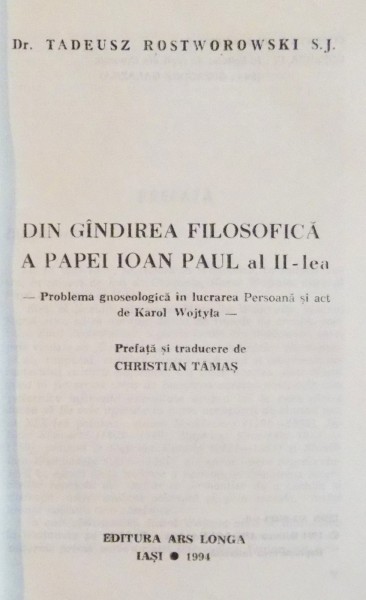 Dr. TADEUSZ ROSTWOROWSKI S.J.
DIN GÎNDIREA FILOSOFICĂ
A PAPEI IOAN PAUL al II-lea
— Problema gnoseologică în lucrarea Persoană și act
de Karol Wojtyla —
Prefață și traducere de
CHRISTIAN TĂMAȘ
EDITURA ARS LONGA
IAȘI ● 1994